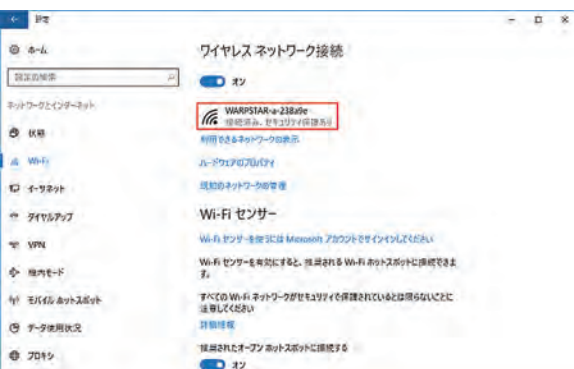 設定
ホーム
設定の検索
ネットワークとインターネット
状態
Wi-Fi
イーサネット
ダイヤルアップ
VPN
機内モード
モバイル ホットスポット
データ使用状況
プロキシ
ワイヤレス ネットワーク接続
オン
WARPSTAR-a-238a9e
接続済み、セキュリティ保護あり
利用できるネットワークの表示
ハードウェアのプロパティ
既知のネットワークの管理
Wi-Fi センサー
Wi-Fi センサーを使うには Microsoft アカウントでサインインしてください
Wi-Fi センサーを有効にすると、推奨される Wi-Fi ホットスポットに接続できま
す。
すべての Wi-Fi ネットワークがセキュリティで保護されているとは限らないことに
注意してください
詳細情報
推奨されたオープン ホットスポットに接続する
オン